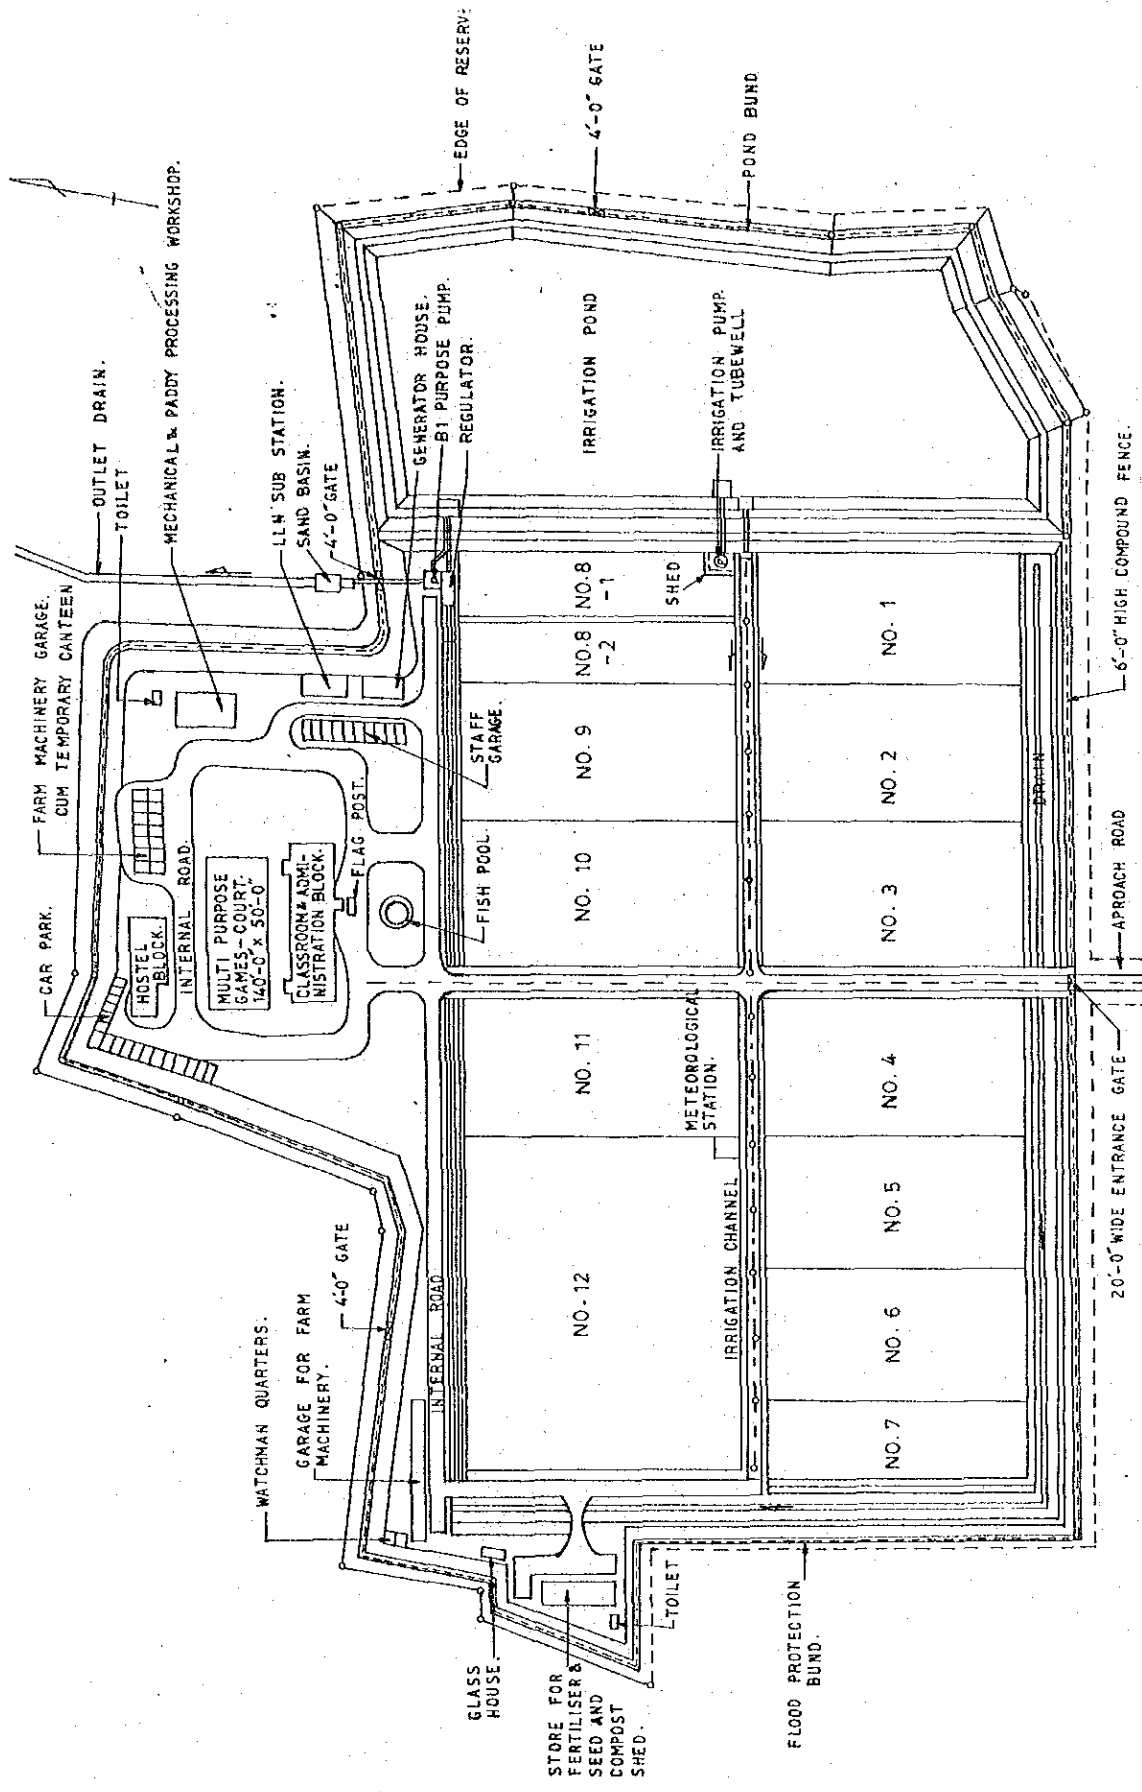 WATCHMAN QUARTERS.
GARAGE FOR FARM
MACHINERY.
4'-0" GATE
CAR PARK.
FARM MACHINERY GARAGE.
CUM TEMPORARY CANTEEN
OUTLET DRAIN.
TOILET
MECHANICAL & PADDY PROCESSING WORKSHOP.
L.L.N SUB STATION.
SAND BASIN.
4'-0" GATE
HOSTEL
BLOCK.
INTERNAL ROAD.
MULTI PURPOSE
GAMES-COURT.
140'-0" x 50'-0"
CLASSROOM & ADMI-
NISTRATION BLOCK.
FLAG POST.
GENERATOR HOUSE.
B1 PURPOSE PUMP.
REGULATOR.
EDGE OF RESERV
4'-0" GATE
POND BUND
GLASS
HOUSE.
INTERNAL ROAD
FISH POOL.
STAFF
GARAGE.
STORE FOR
FERTILISER &
SEED AND
COMPOST
SHED.
NO-12
NO. 11
NO. 10
NO. 9
NO.8
-2
NO.8
-1
IRRIGATION POND
TOILET
IRRIGATION CHANNEL
METEOROLOGICAL
STATION.
SHED
IRRIGATION PUMP
AND TUBEWELL
NO. 7
NO. 6
NO. 5
NO. 4
NO. 3
NO. 2
NO- 1
FLOOD PROTECTION
BUND.
DRAIN
20'-0" WIDE ENTRANCE GATE
APROACH ROAD
6'-0" HIGH COMPOUND FENCE.